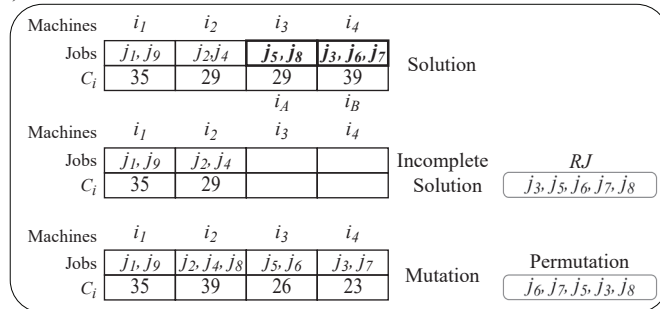 Machines i1 i2 i3 i4
Jobs j1, j9 j2,j4 j5, j8 j3, j6, j7 Solution
Ci 35 29 29 39
iA iB
Machines i1 i2 i3 i4
Jobs j1, j9 j2, j4 Incomplete RJ
Ci 35 29 Solution j3, j5, j6, j7, j8
Machines i1 i2 i3 i4
Jobs j1, j9 j2, j4, j8 j5, j6 j3, j7 Mutation Permutation
Ci 35 39 26 23 j6, j7, j5, j3, j8